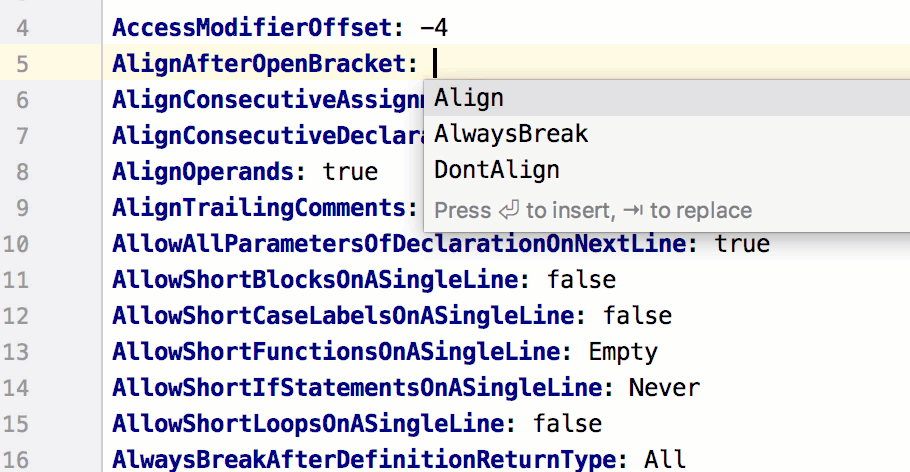 4 AccessModifierOffset: -4
5 AlignAfterOpenBracket:
Align
6 AlignConsecutiveAssign
AlwaysBreak
7 AlignConsecutiveDeclar
DontAlign
8 AlignOperands: true
Press ⏎ to insert, ⇥ to replace
9 AlignTrailingComments:
10 AllowAllParametersOfDeclarationOnNextLine: true
11 AllowShortBlocksOnASingleLine: false
12 AllowShortCaseLabelsOnASingleLine: false
13 AllowShortFunctionsOnASingleLine: Empty
14 AllowShortIfStatementsOnASingleLine: Never
15 AllowShortLoopsOnASingleLine: false
16 AlwaysBreakAfterDefinitionReturnType: All